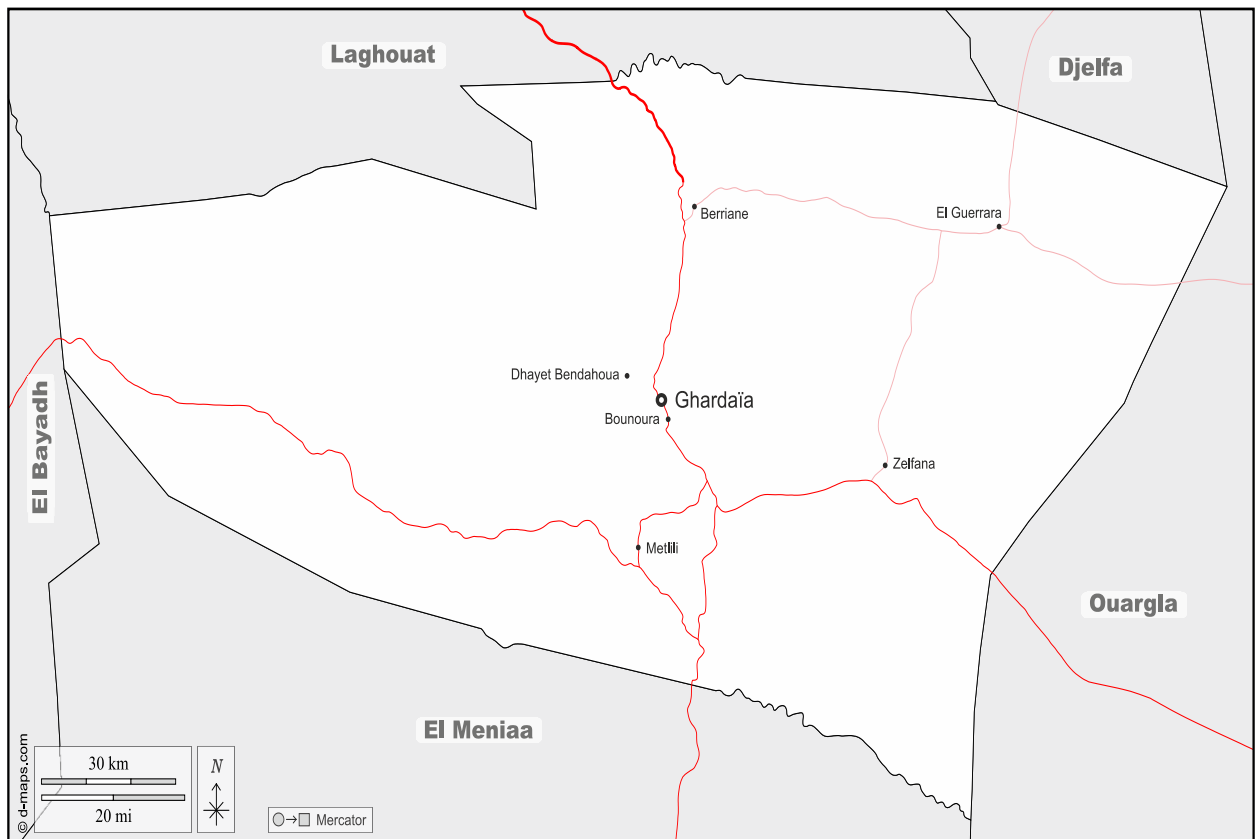 Laghouat
Djelfa
Berriane
El Guerrara
Dhayet Bendahoua
Ghardaïa
Bounoura
El Bayadh
Zelfana
Metlili
Ouargla
El Meniaa
© d-maps.com
30 km
20 mi
N
Mercator